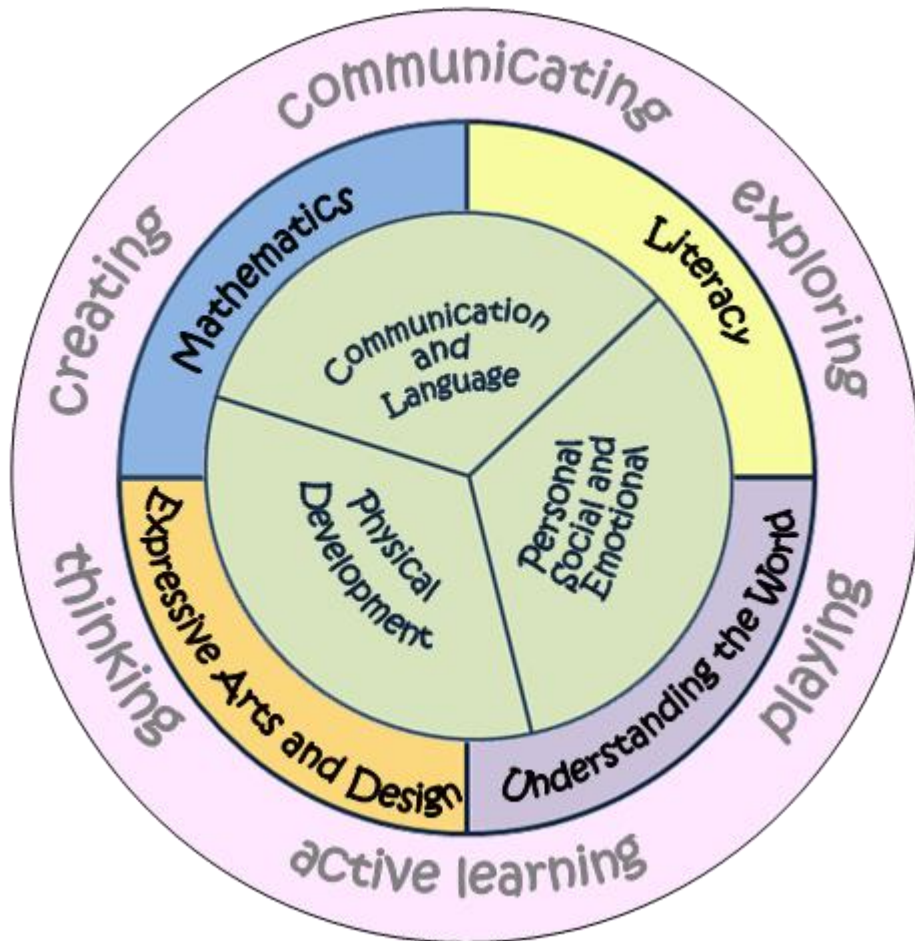 communicating
exploring
playing
active learning
thinking
creating
Mathematics
Literacy
Understanding the World
Expressive Arts and Design
Communication
and
Language
Personal
Social and
Emotional
Physical
Development